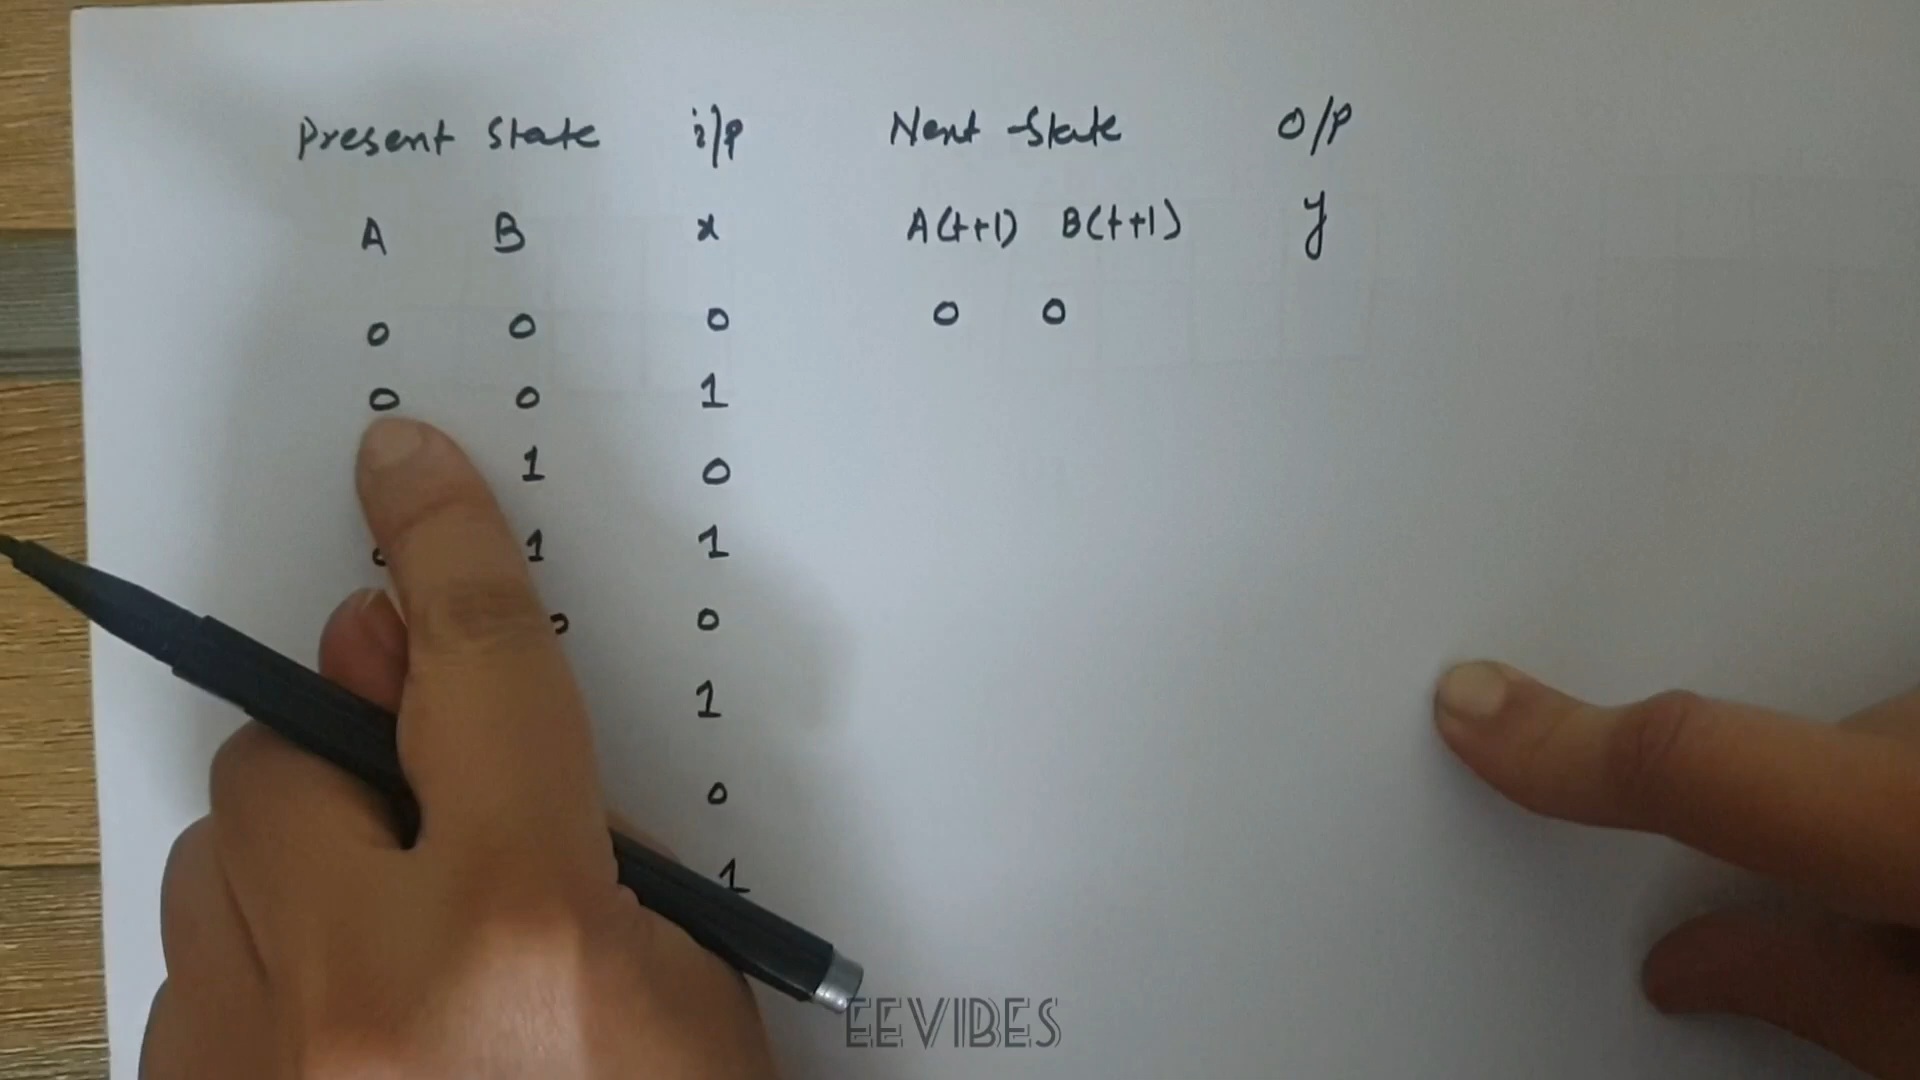 Present State i/p Next State O/P
A B x A(t+1) B(t+1) y
0 0 0 0 0
0 0 1
1 0
0 1 1
0
1
0
1
EEVIBES